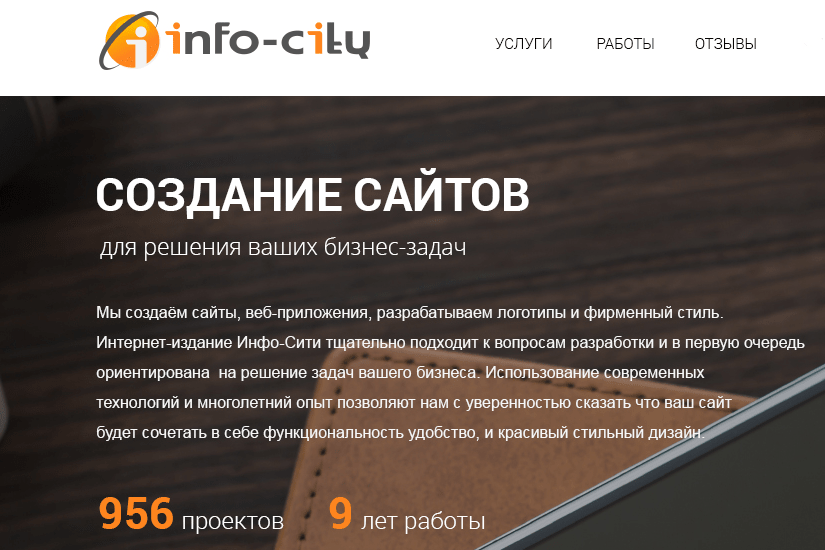 info-city
УСЛУГИ РАБОТЫ ОТЗЫВЫ
СОЗДАНИЕ САЙТОВ
для решения ваших бизнес-задач
Мы создаём сайты, веб-приложения, разрабатываем логотипы и фирменный стиль.
Интернет-издание Инфо-Сити тщательно подходит к вопросам разработки и в первую очередь
ориентирована на решение задач вашего бизнеса. Использование современных
технологий и многолетний опыт позволяют нам с уверенностью сказать что ваш сайт
будет сочетать в себе функциональность удобство, и красивый стильный дизайн.
956 проектов 9 лет работы